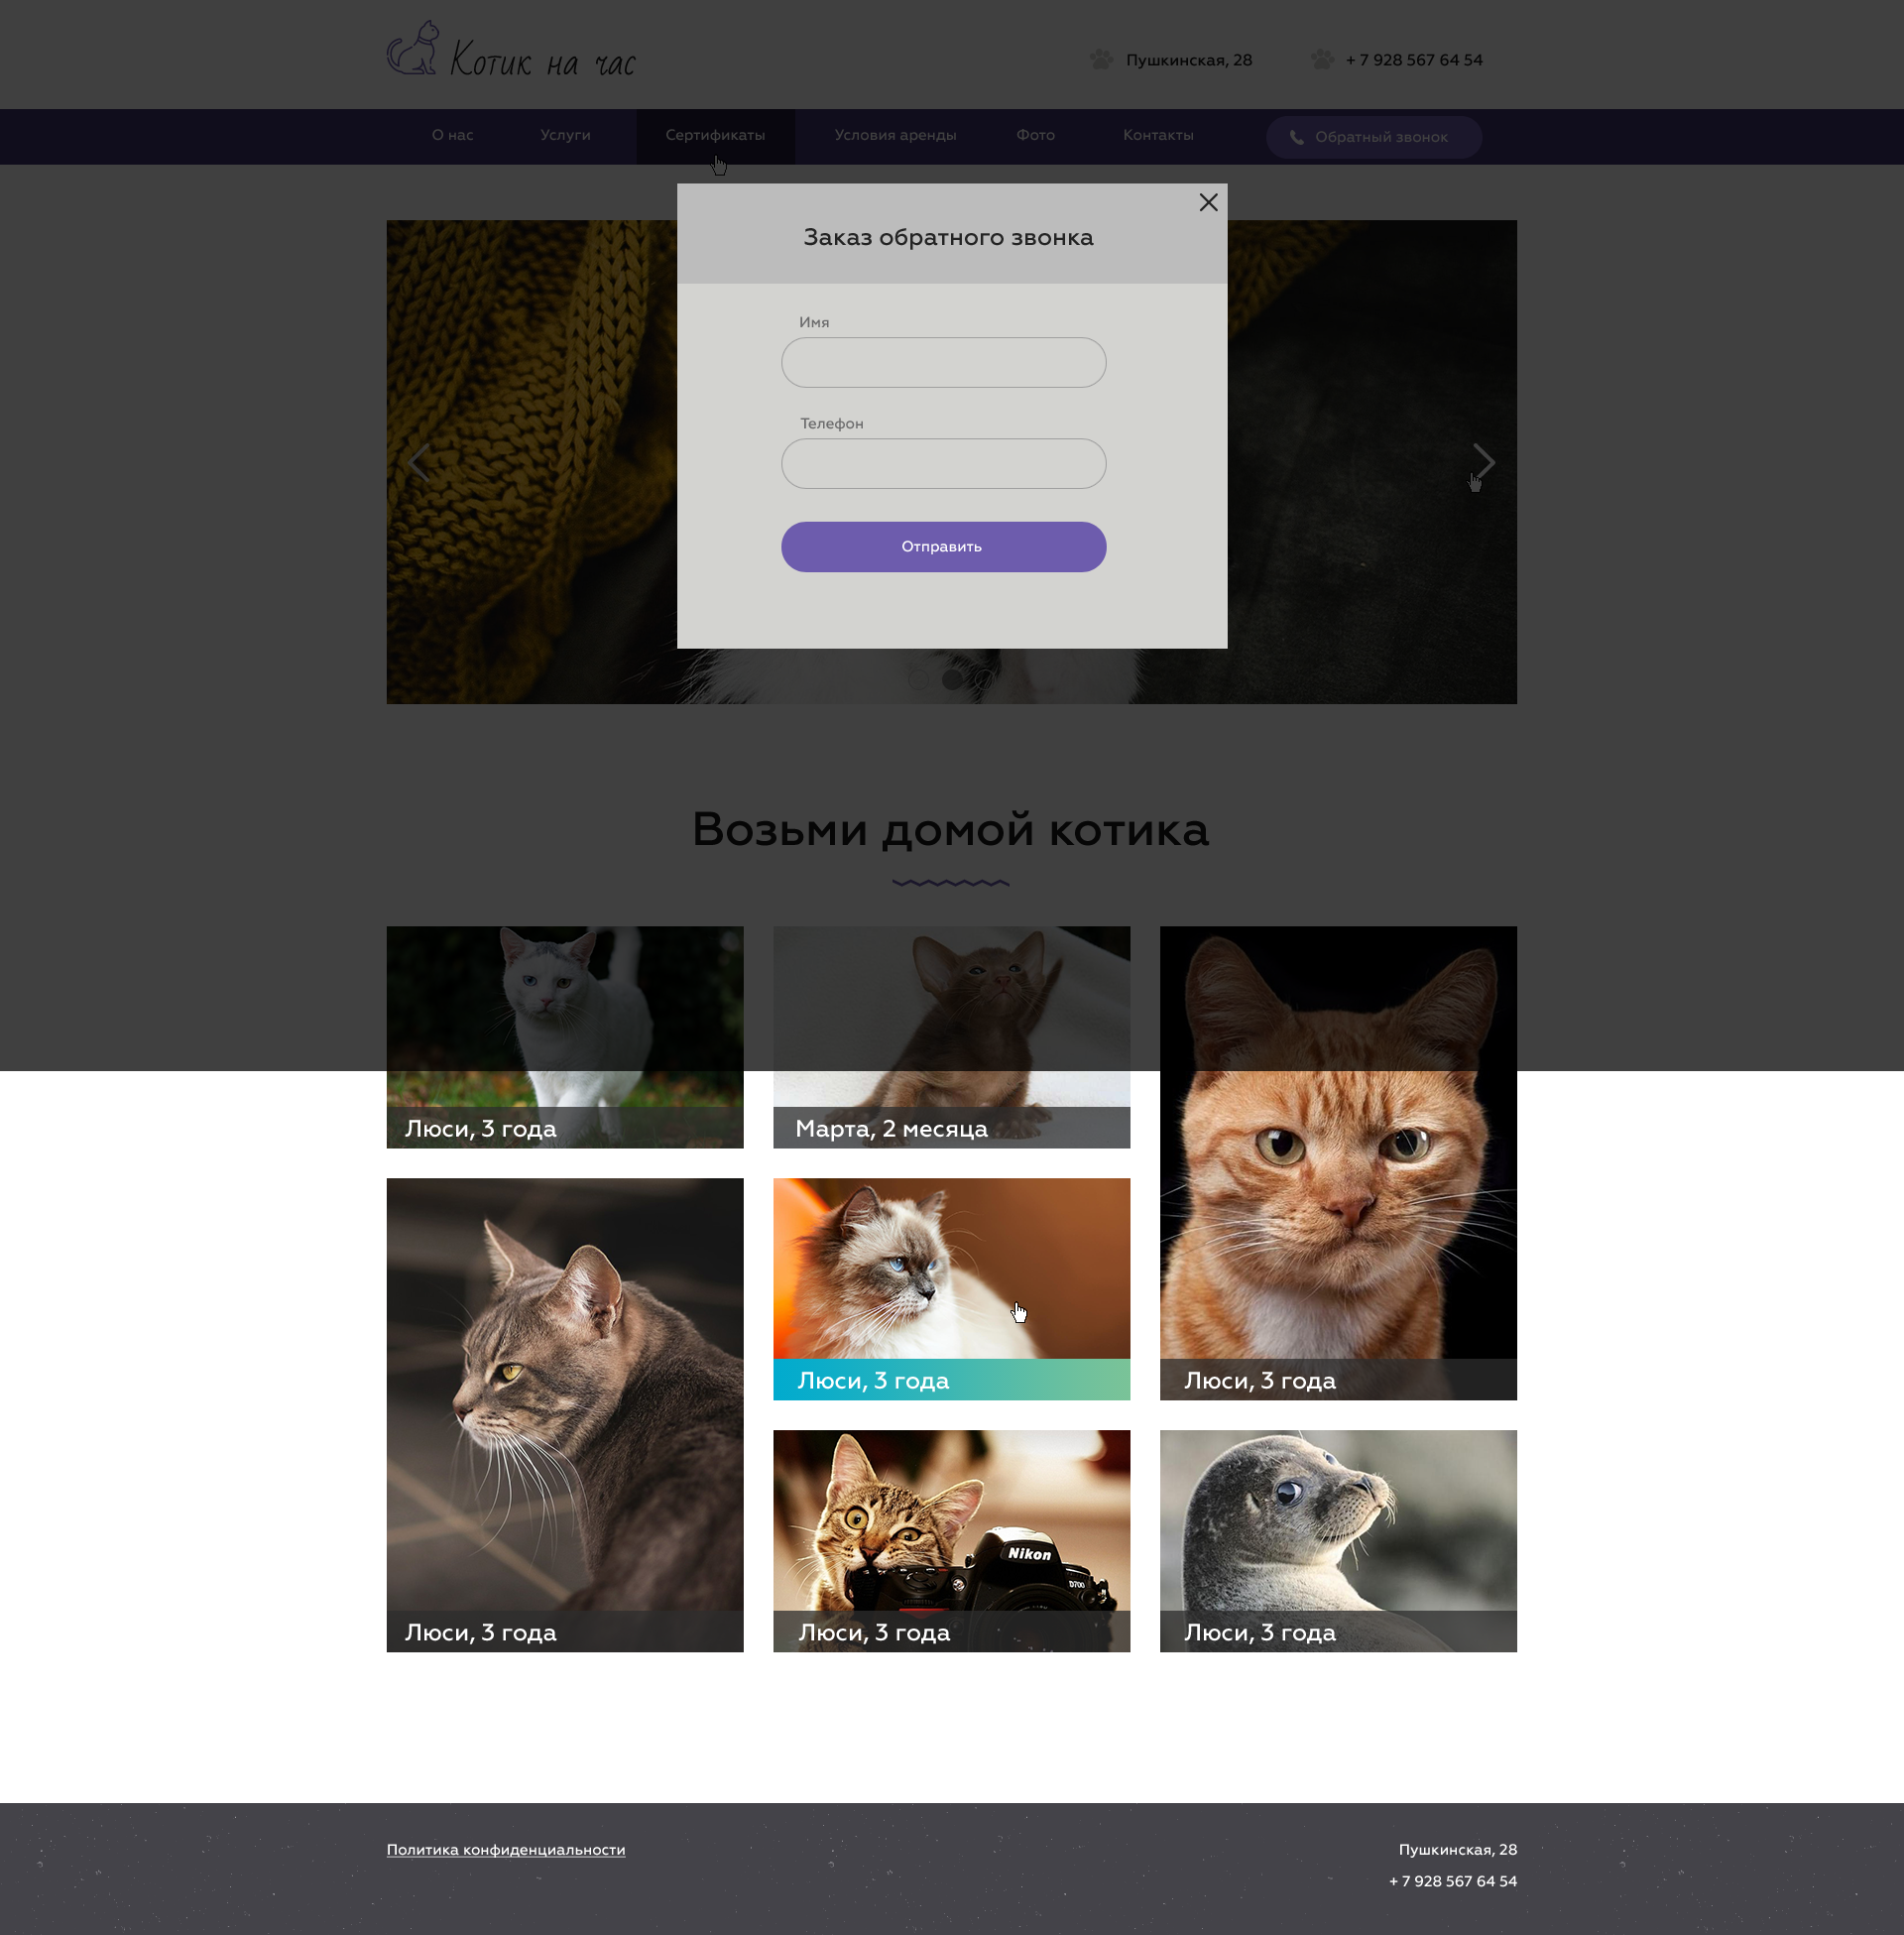 Котик на час
Пушкинская, 28
+ 7 928 567 64 54
О нас
Услуги
Сертификаты
Условия аренды
Фото
Контакты
Обратный звонок
Заказ обратного звонка
Имя
Телефон
Отправить
Возьми домой котика
Люси, 3 года
Марта, 2 месяца
Люси, 3 года
Люси, 3 года
Люси, 3 года
Nikon
D700
Люси, 3 года
Люси, 3 года
Политика конфиденциальности
Пушкинская, 28
+ 7 928 567 64 54